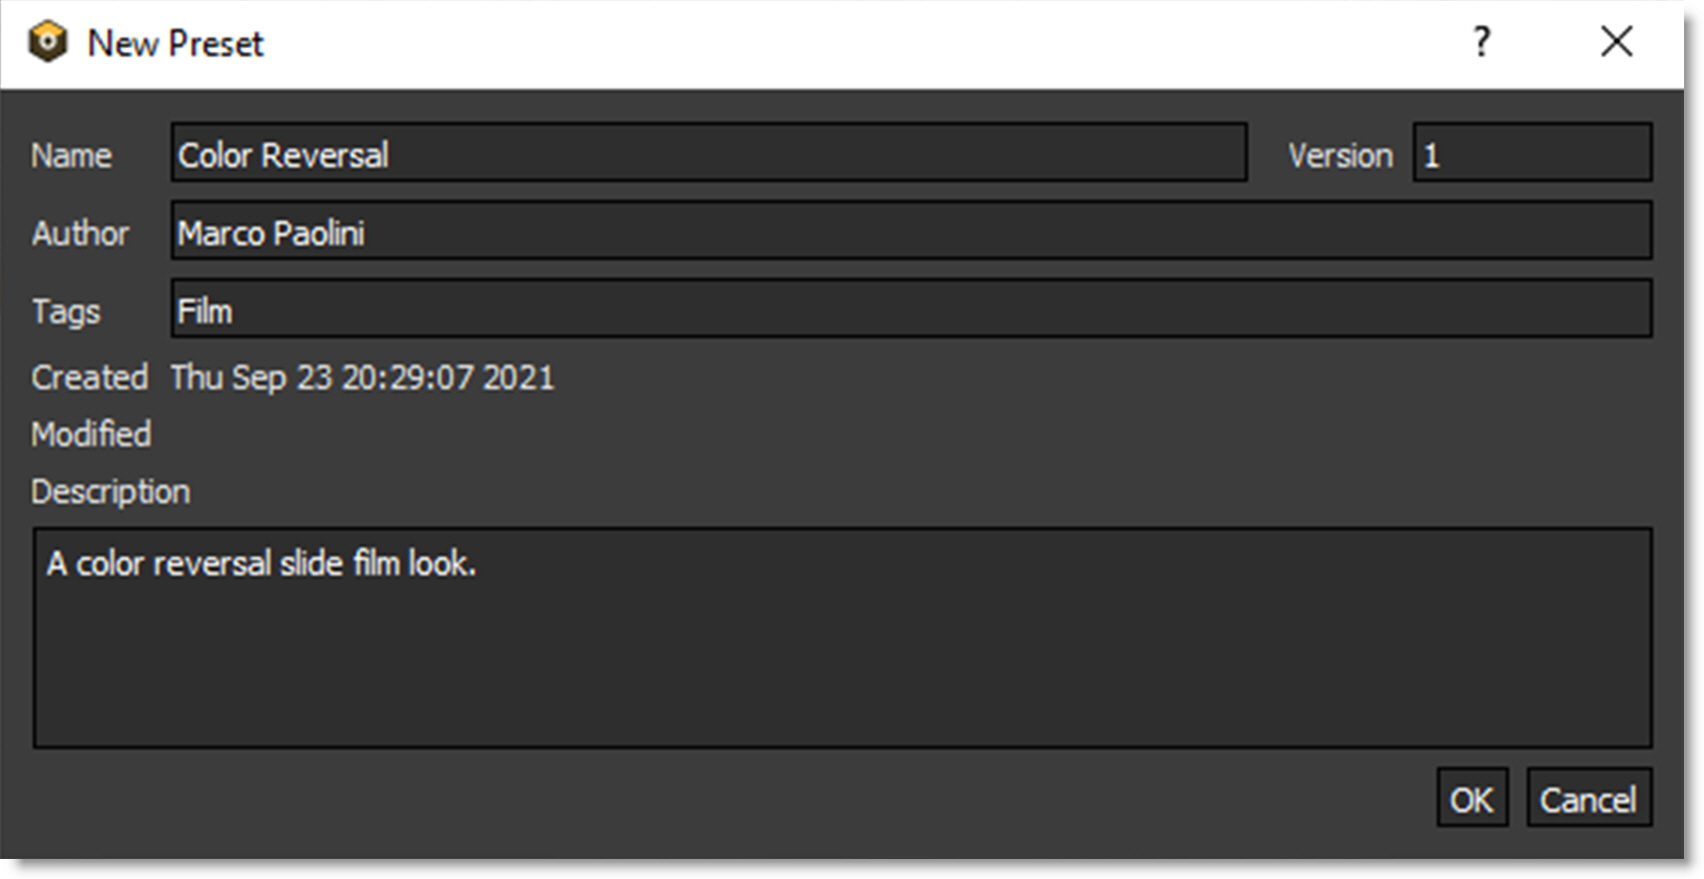 New Preset ?
Name Color Reversal Version 1
Author Marco Paolini
Tags Film
Created Thu Sep 23 20:29:07 2021
Modified
Description
A color reversal slide film look.
OK Cancel